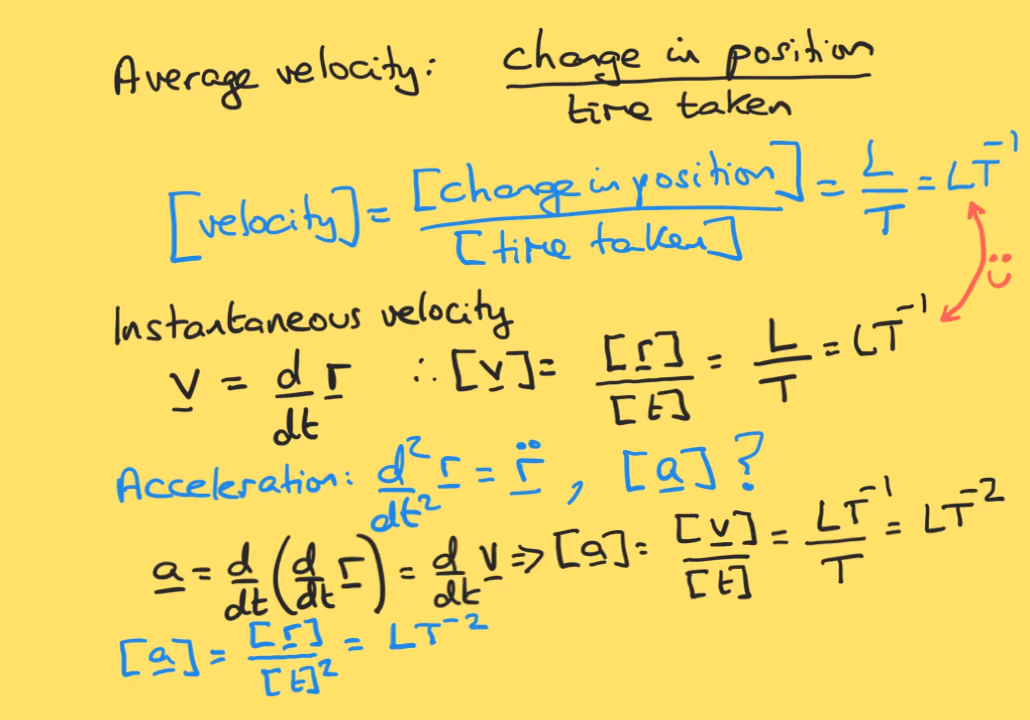 Average velocity: change in position / time taken
[velocity] = [change in position] / [time taken] = L / T = LT⁻¹
Instantaneous velocity
v̲ = d/dt r̲ ∴ [v̲] = [r̲] / [t] = L / T = LT⁻¹
Acceleration: d²/dt² r̲ = r̲̈ , [a̲] ?
a̲ = d/dt (d/dt r̲) = d/dt v̲ ⇒ [a̲] = [v̲] / [t] = LT⁻¹ / T = LT⁻²
[a̲] = [r̲] / [t]² = LT⁻²